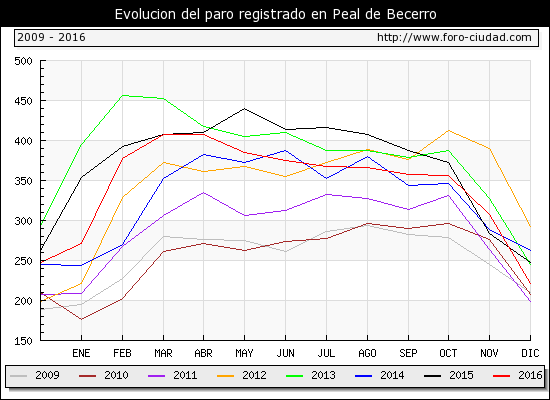 Evolucion del paro registrado en Peal de Becerro
2009 - 2016 http://www.foro-ciudad.com
500
450
400
350
300
250
200
150
ENE FEB MAR ABR MAY JUN JUL AGO SEP OCT NOV DIC
2009 2010 2011 2012 2013 2014 2015 2016